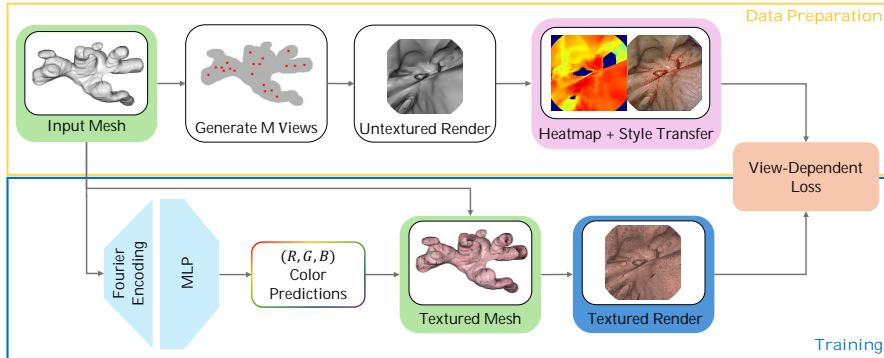 Data Preparation
Input Mesh
Generate M Views
Untextured Render
Heatmap + Style Transfer
View-Dependent
Loss
Fourier
Encoding
MLP
(R, G, B)
Color
Predictions
Textured Mesh
Textured Render
Training